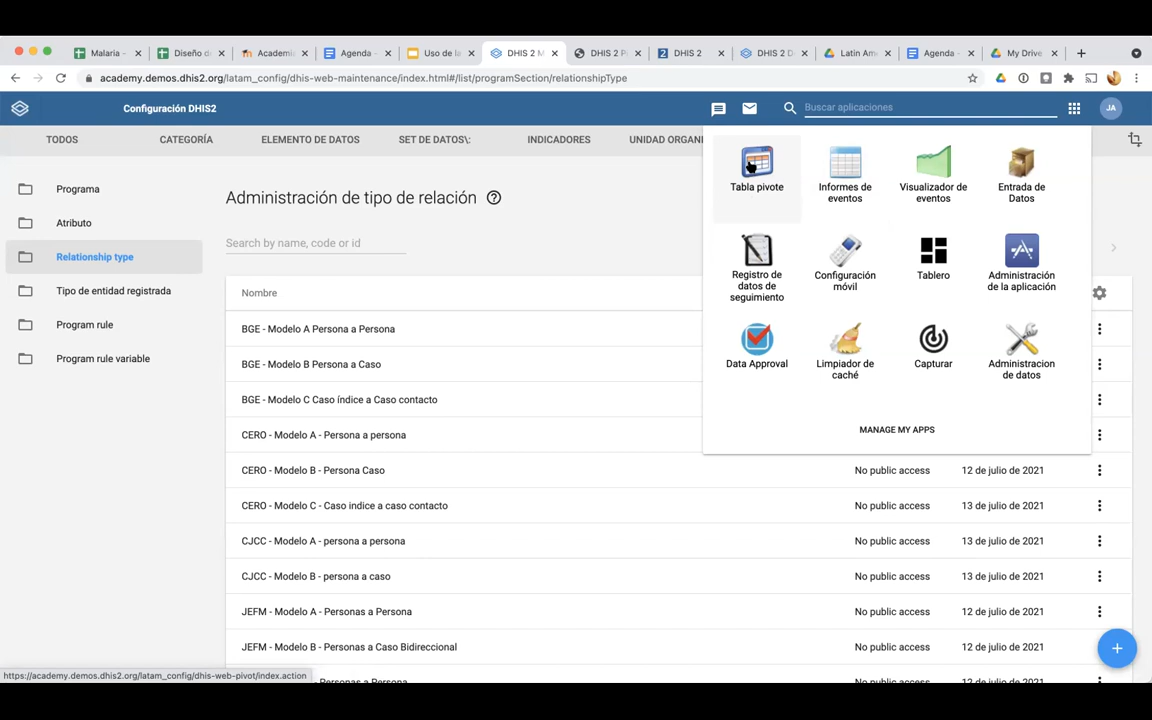 Malaria
Diseño d
Academia
Agenda -
Uso de la
DHIS 2 M
DHIS 2 P
DHIS 2
DHIS 2 D
Latin Am
Agenda -
My Drive
academy.demos.dhis2.org/latam_config/dhis-web-maintenance/index.html#/list/programSection/relationshipType
Configuración DHIS2
Buscar aplicaciones
JA
TODOS
CATEGORÍA
ELEMENTO DE DATOS
SET DE DATOS\:
INDICADORES
UNIDAD ORGANI
Programa
Atributo
Relationship type
Tipo de entidad registrada
Program rule
Program rule variable
Administración de tipo de relación
Search by name, code or id
Nombre
BGE - Modelo A Persona a Persona
BGE - Modelo B Persona a Caso
BGE - Modelo C Caso índice a Caso contacto
CERO - Modelo A - Persona a persona
CERO - Modelo B - Persona Caso No public access 12 de julio de 2021
CERO - Modelo C - Caso indice a caso contacto No public access 13 de julio de 2021
CJCC - Modelo A - persona a persona No public access 13 de julio de 2021
CJCC - Modelo B - persona a caso No public access 13 de julio de 2021
JEFM - Modelo A - Personas a Persona No public access 12 de julio de 2021
JEFM - Modelo B - Personas a Caso Bidireccional No public access 12 de julio de 2021
- Personas a Persona No public access 12 de julio de 2021
Tabla pivote
Informes de
eventos
Visualizador de
eventos
Entrada de
Datos
Registro de
datos de
seguimiento
Configuración
móvil
Tablero
Administración
de la aplicación
Data Approval
Limpiador de
caché
Capturar
Administracion
de datos
MANAGE MY APPS
https://academy.demos.dhis2.org/latam_config/dhis-web-pivot/index.action